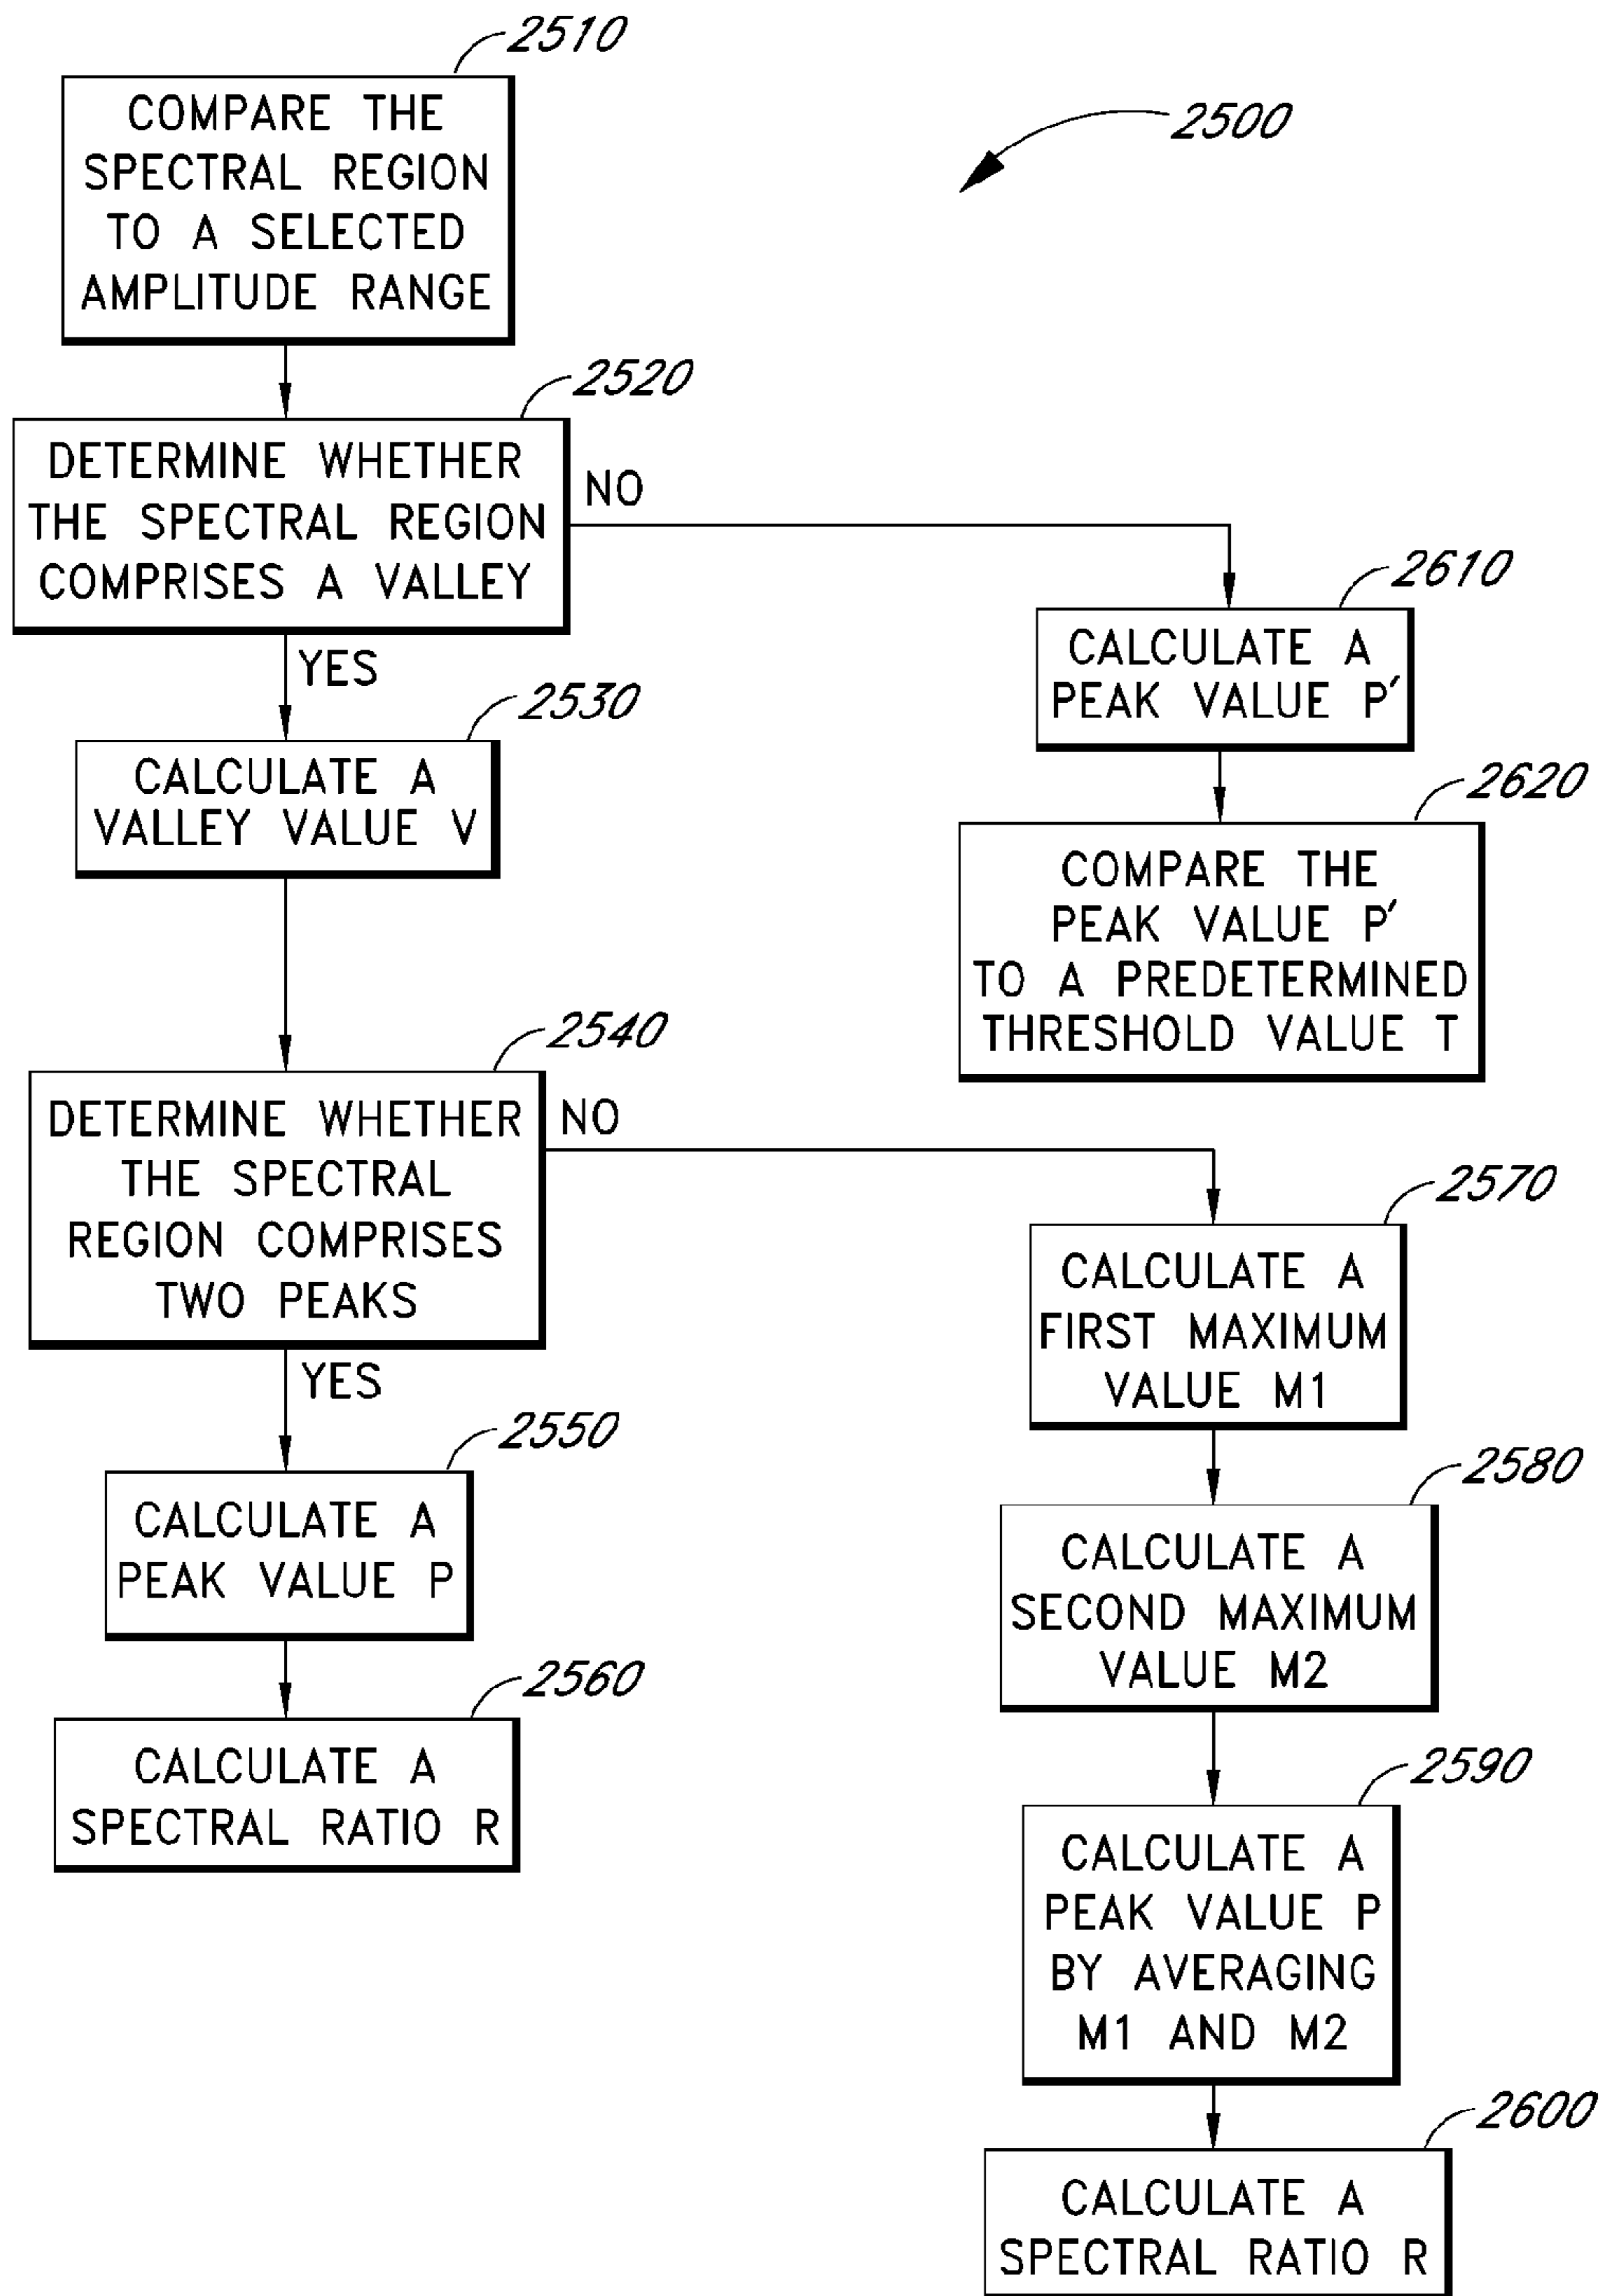 2510
COMPARE THE
SPECTRAL REGION
TO A SELECTED
AMPLITUDE RANGE
2500
2520
DETERMINE WHETHER
THE SPECTRAL REGION
COMPRISES A VALLEY
NO
YES
2610
CALCULATE A
PEAK VALUE P′
2530
CALCULATE A
VALLEY VALUE V
2620
COMPARE THE
PEAK VALUE P′
TO A PREDETERMINED
THRESHOLD VALUE T
2540
DETERMINE WHETHER
THE SPECTRAL
REGION COMPRISES
TWO PEAKS
NO
YES
2570
CALCULATE A
FIRST MAXIMUM
VALUE M1
2550
CALCULATE A
PEAK VALUE P
2580
CALCULATE A
SECOND MAXIMUM
VALUE M2
2560
CALCULATE A
SPECTRAL RATIO R
2590
CALCULATE A
PEAK VALUE P
BY AVERAGING
M1 AND M2
2600
CALCULATE A
SPECTRAL RATIO R